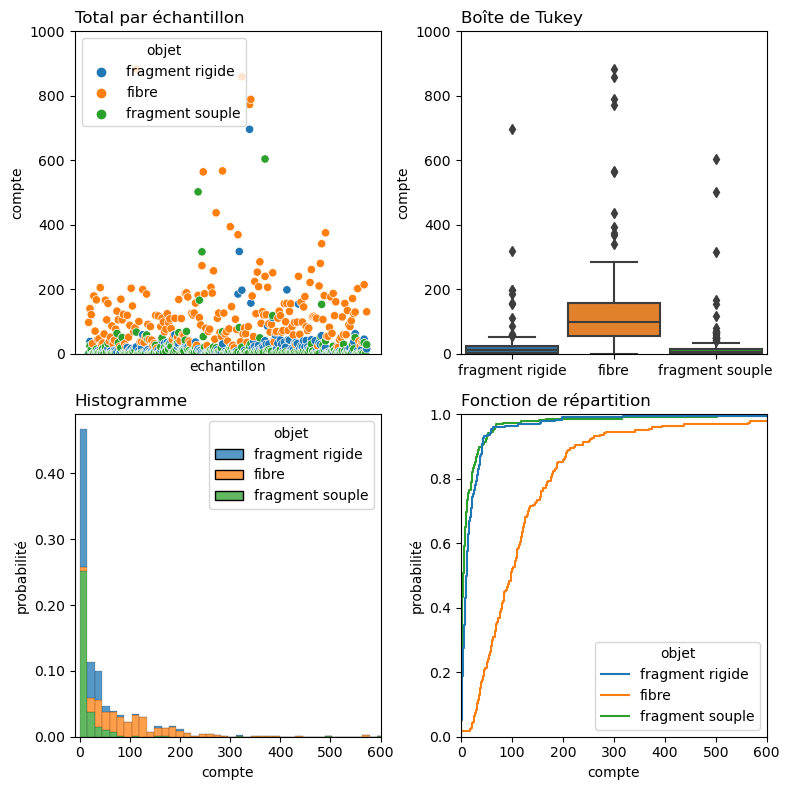 Total par échantillon
1000
800
600
400
200
0
compte
objet
fragment rigide
fibre
fragment souple
echantillon
Boîte de Tukey
1000
800
600
400
200
0
compte
fragment rigide
fibre
fragment souple
Histogramme
0.40
0.30
0.20
0.10
0.00
probabilité
objet
fragment rigide
fibre
fragment souple
0 100 200 300 400 500 600
compte
Fonction de répartition
1.0
0.8
0.6
0.4
0.2
0.0
probabilité
objet
fragment rigide
fibre
fragment souple
0 100 200 300 400 500 600
compte